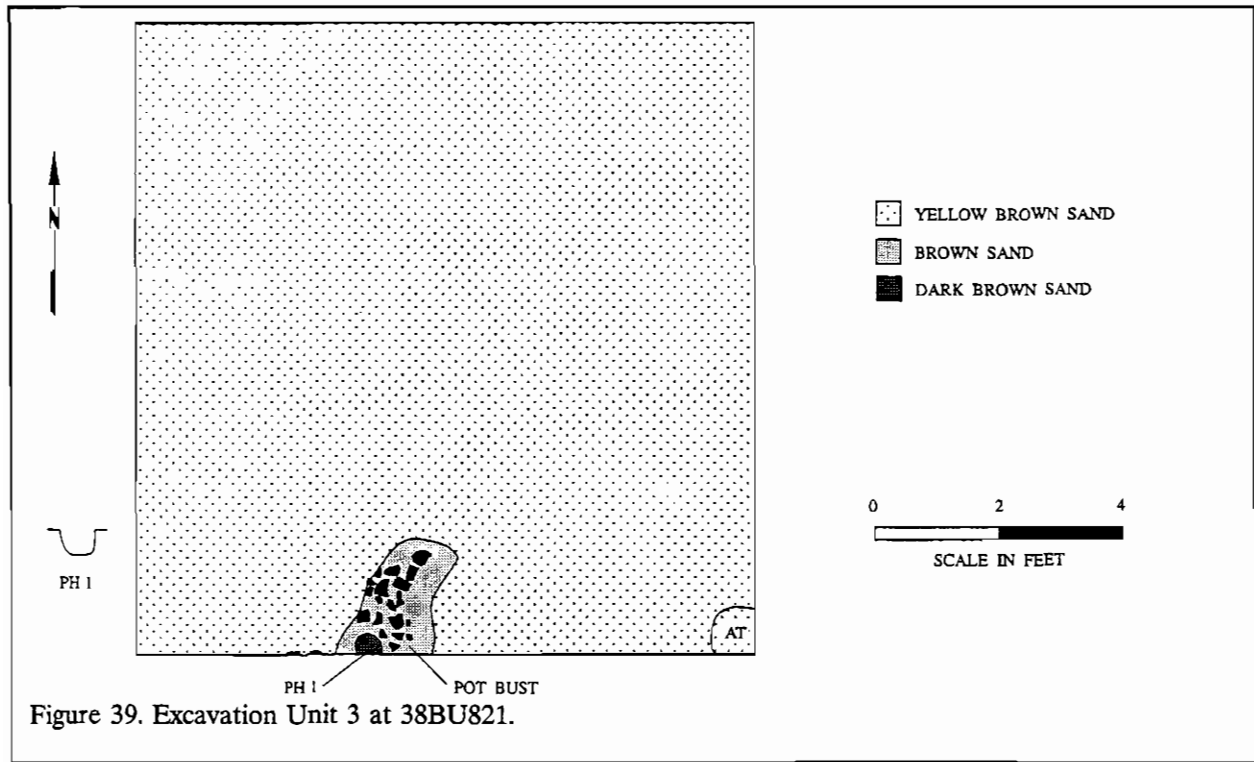 N
YELLOW BROWN SAND
BROWN SAND
DARK BROWN SAND
0 2 4
SCALE IN FEET
PH 1
AT
PH 1
POT BUST
Figure 39. Excavation Unit 3 at 38BU821.